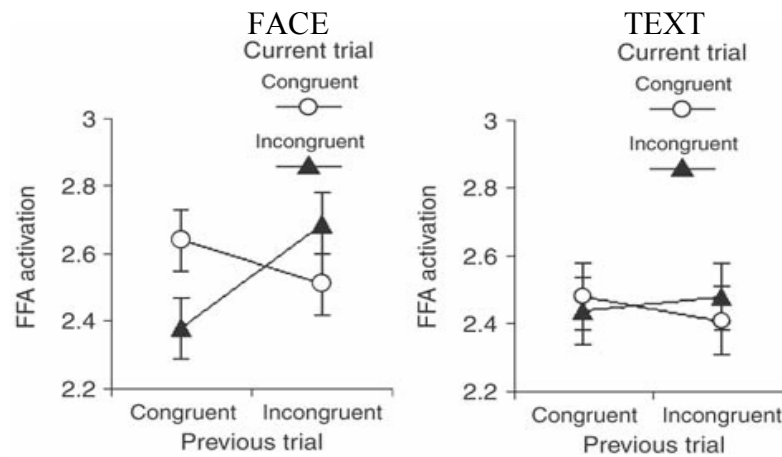 FACE
Current trial
Congruent
Incongruent
3
2.8
2.6
2.4
2.2
FFA activation
Congruent Incongruent
Previous trial
TEXT
Current trial
Congruent
Incongruent
3
2.8
2.6
2.4
2.2
FFA activation
Congruent Incongruent
Previous trial